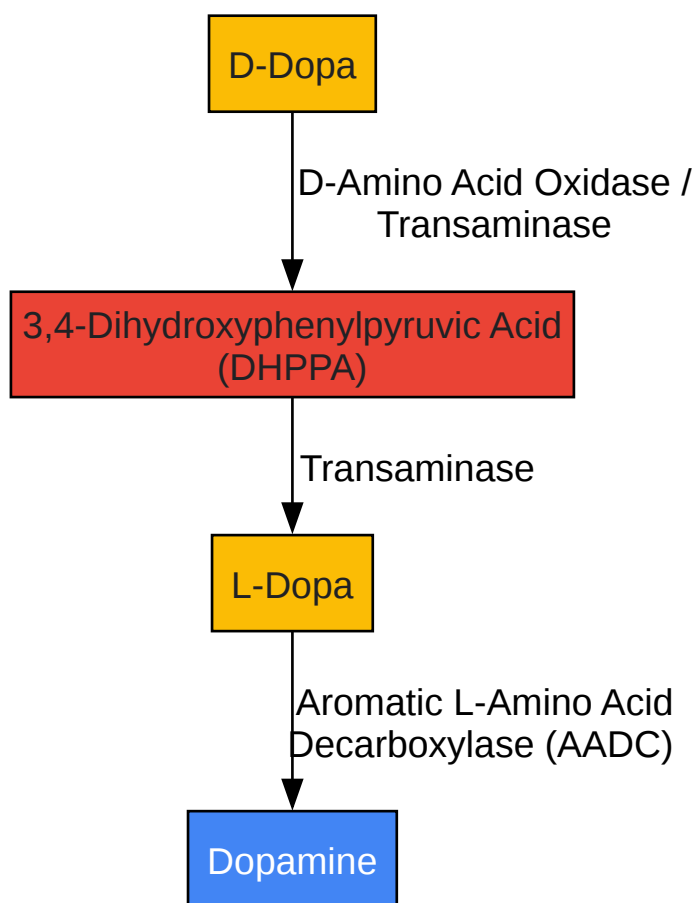 D-Dopa
D-Amino Acid Oxidase /
Transaminase
3,4-Dihydroxyphenylpyruvic Acid
(DHPPA)
Transaminase
L-Dopa
Aromatic L-Amino Acid
Decarboxylase (AADC)
Dopamine